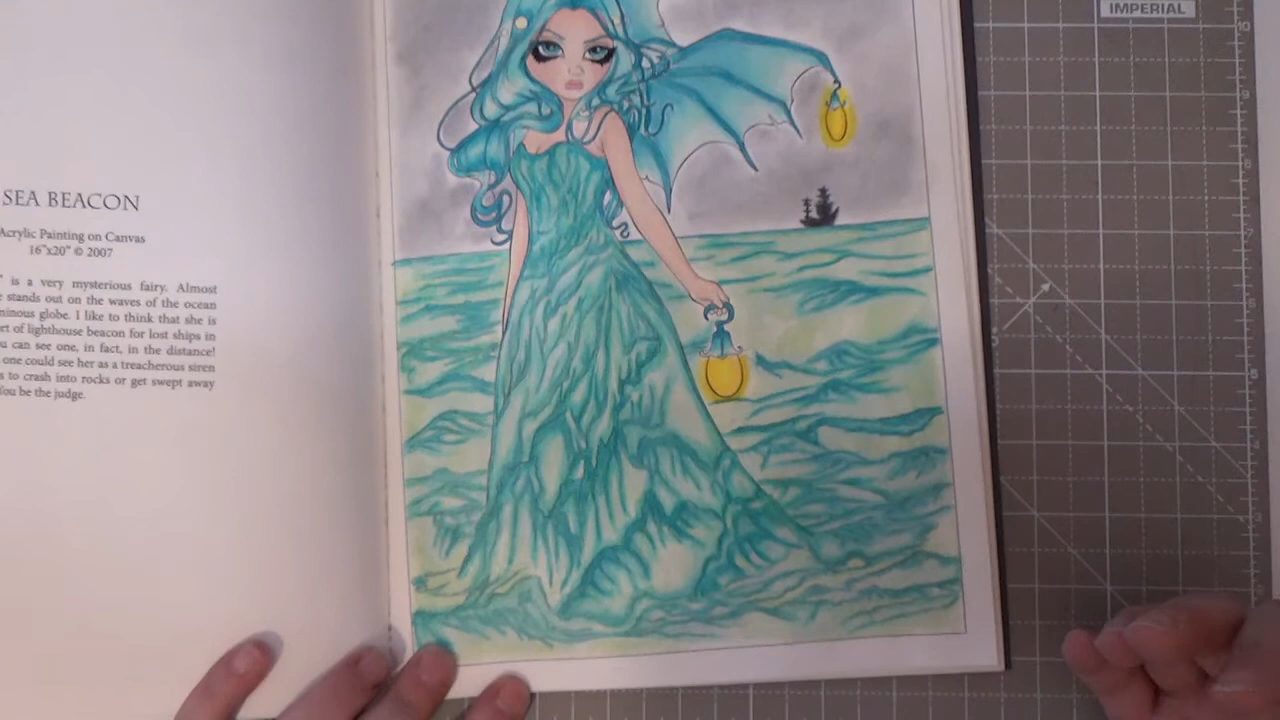 SEA BEACON
Acrylic Painting on Canvas
16"x20" © 2007
is a very mysterious fairy. Almost
stands out on the waves of the ocean
globe. I like to think that she is
of lighthouse beacon for lost ships in
can see one, in fact, in the distance!
one could see her as a treacherous siren
to crash into rocks or get swept away
You be the judge.
IMPERIAL
10